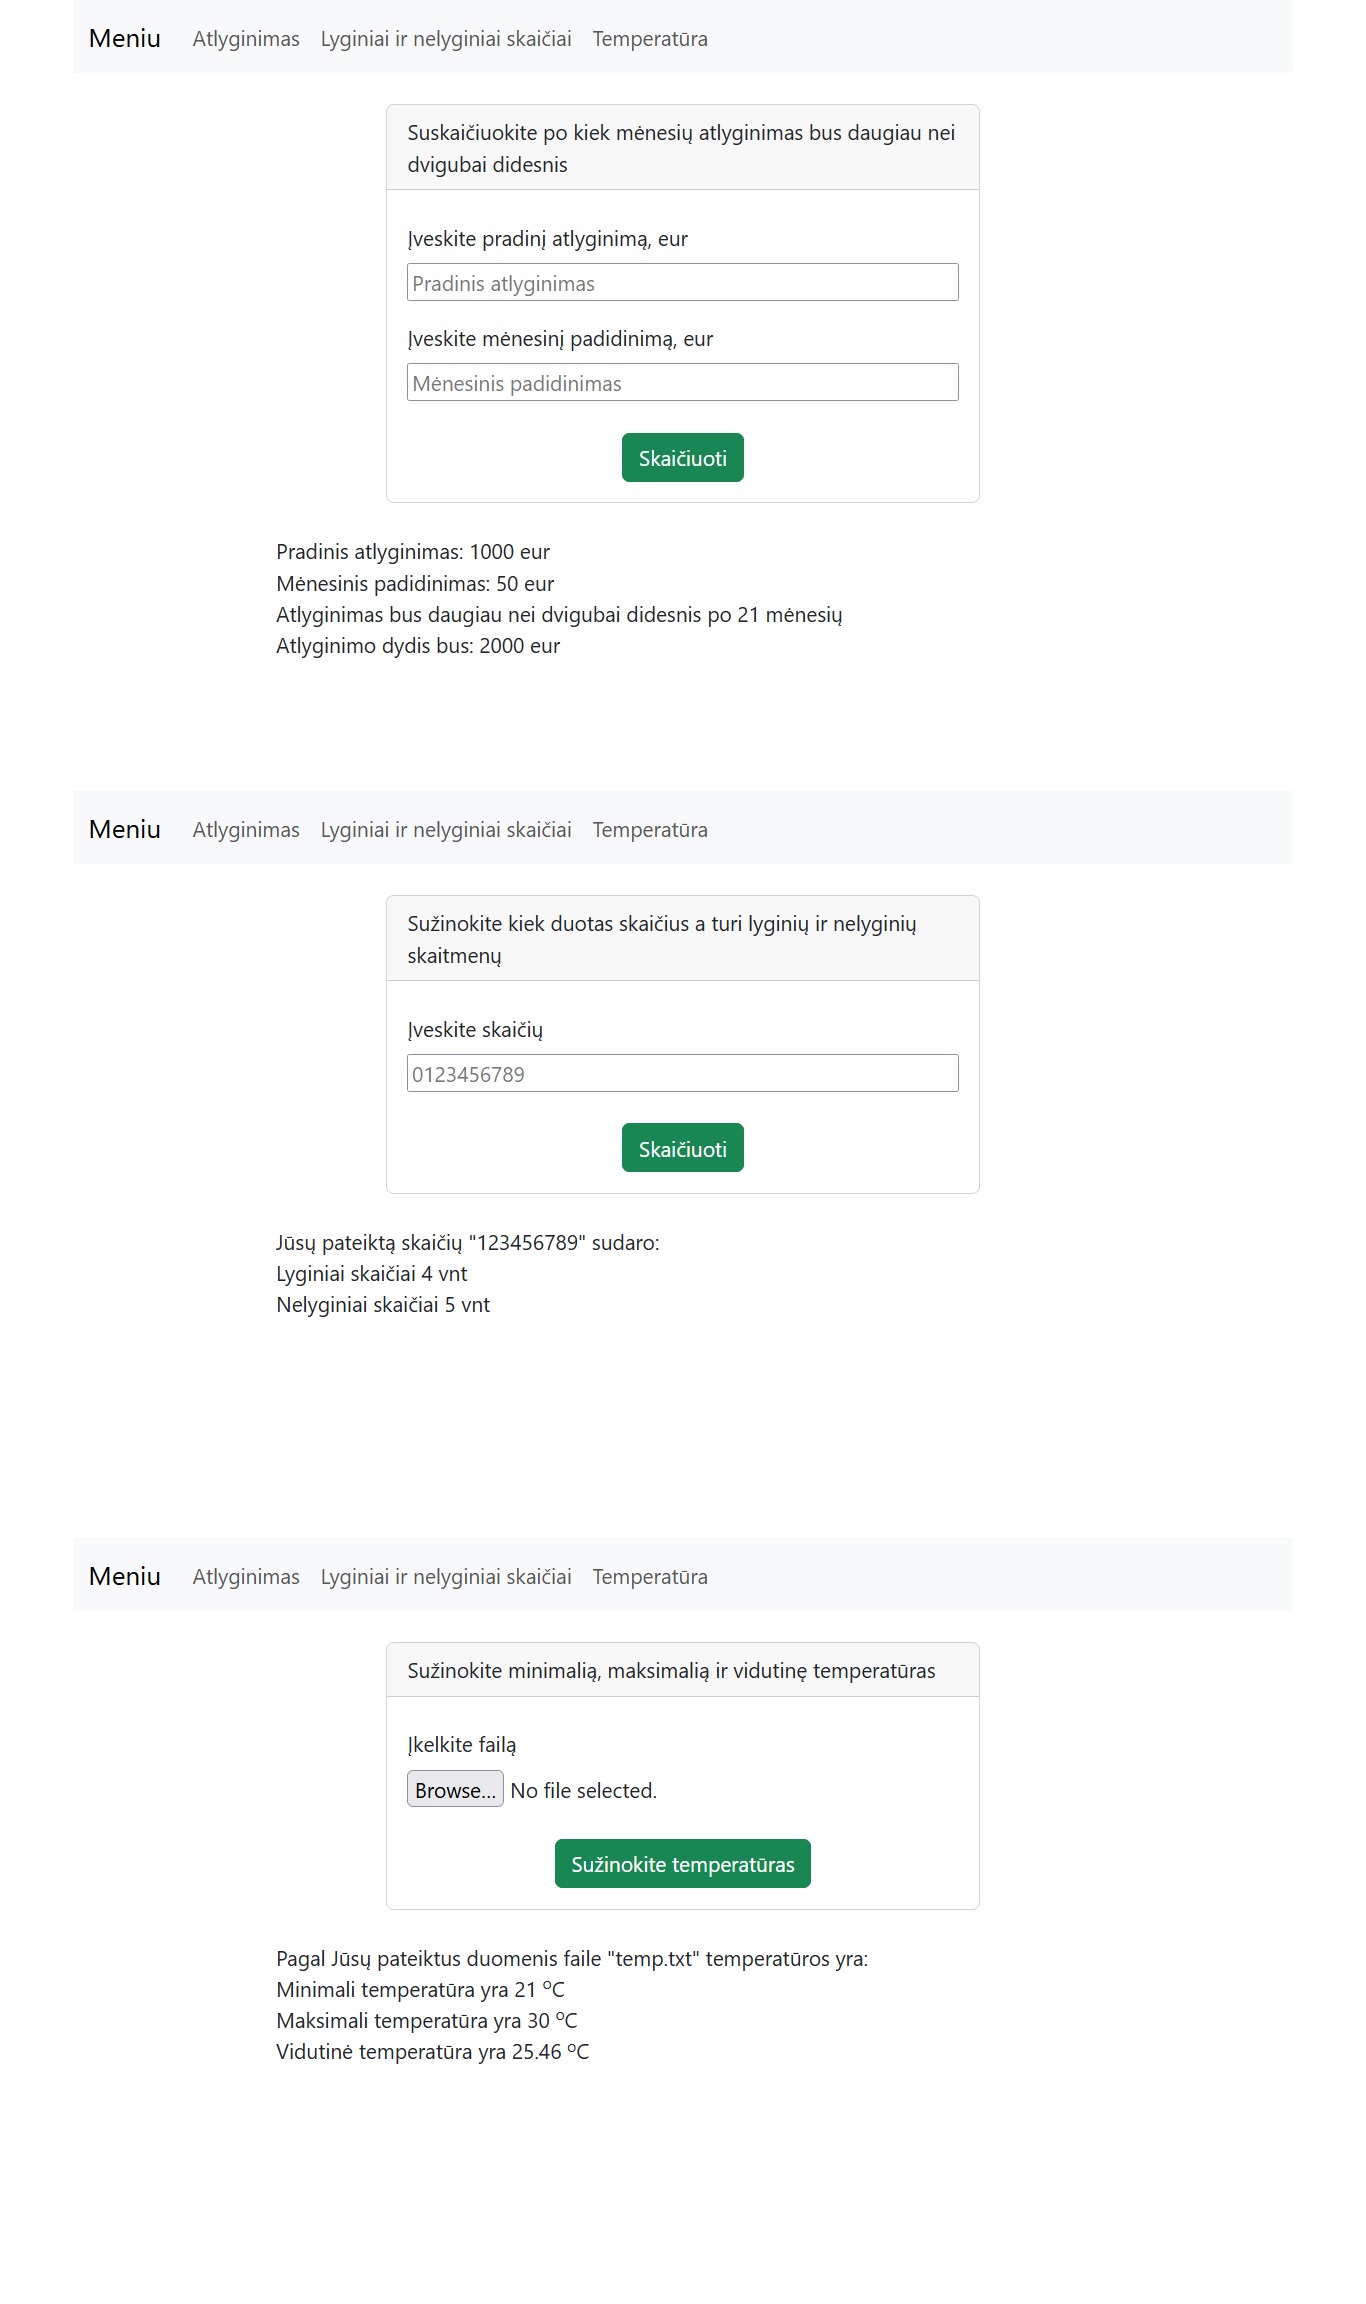 Meniu Atlyginimas Lyginiai ir nelyginiai skaičiai Temperatūra
Suskaičiuokite po kiek mėnesių atlyginimas bus daugiau nei
dvigubai didesnis
Įveskite pradinį atlyginimą, eur
Pradinis atlyginimas
Įveskite mėnesinį padidinimą, eur
Mėnesinis padidinimas
Skaičiuoti
Pradinis atlyginimas: 1000 eur
Mėnesinis padidinimas: 50 eur
Atlyginimas bus daugiau nei dvigubai didesnis po 21 mėnesių
Atlyginimo dydis bus: 2000 eur
Meniu Atlyginimas Lyginiai ir nelyginiai skaičiai Temperatūra
Sužinokite kiek duotas skaičius a turi lyginių ir nelyginių
skaitmenų
Įveskite skaičių
0123456789
Skaičiuoti
Jūsų pateiktą skaičių "123456789" sudaro:
Lyginiai skaičiai 4 vnt
Nelyginiai skaičiai 5 vnt
Meniu Atlyginimas Lyginiai ir nelyginiai skaičiai Temperatūra
Sužinokite minimalią, maksimalią ir vidutinę temperatūras
Įkelkite failą
Browse... No file selected.
Sužinokite temperatūras
Pagal Jūsų pateiktus duomenis faile "temp.txt" temperatūros yra:
Minimali temperatūra yra 21 ⁰C
Maksimali temperatūra yra 30 ⁰C
Vidutinė temperatūra yra 25.46 ⁰C